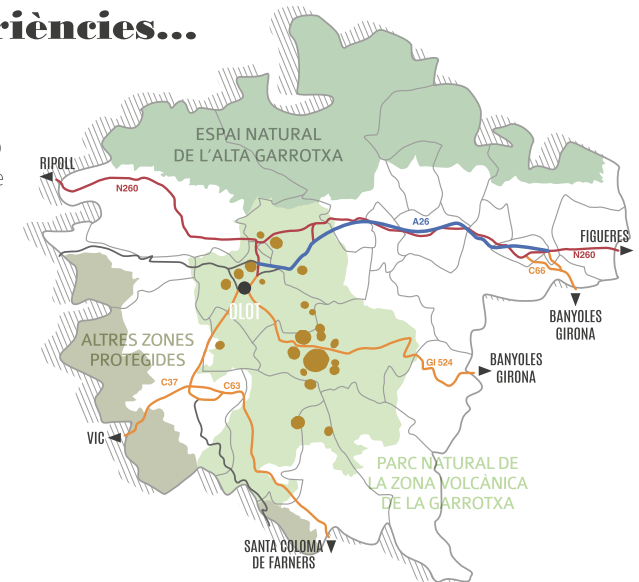 riències...
ESPAI NATURAL
DE L'ALTA GARROTXA
RIPOLL
N260
A26
FIGUERES
N260
C66
OLOT
BANYOLES
GIRONA
ALTRES ZONES
PROTEGIDES
GI 524
BANYOLES
GIRONA
C37
C63
VIC
PARC NATURAL DE
LA ZONA VOLCÀNICA
DE LA GARROTXA
SANTA COLOMA
DE FARNERS